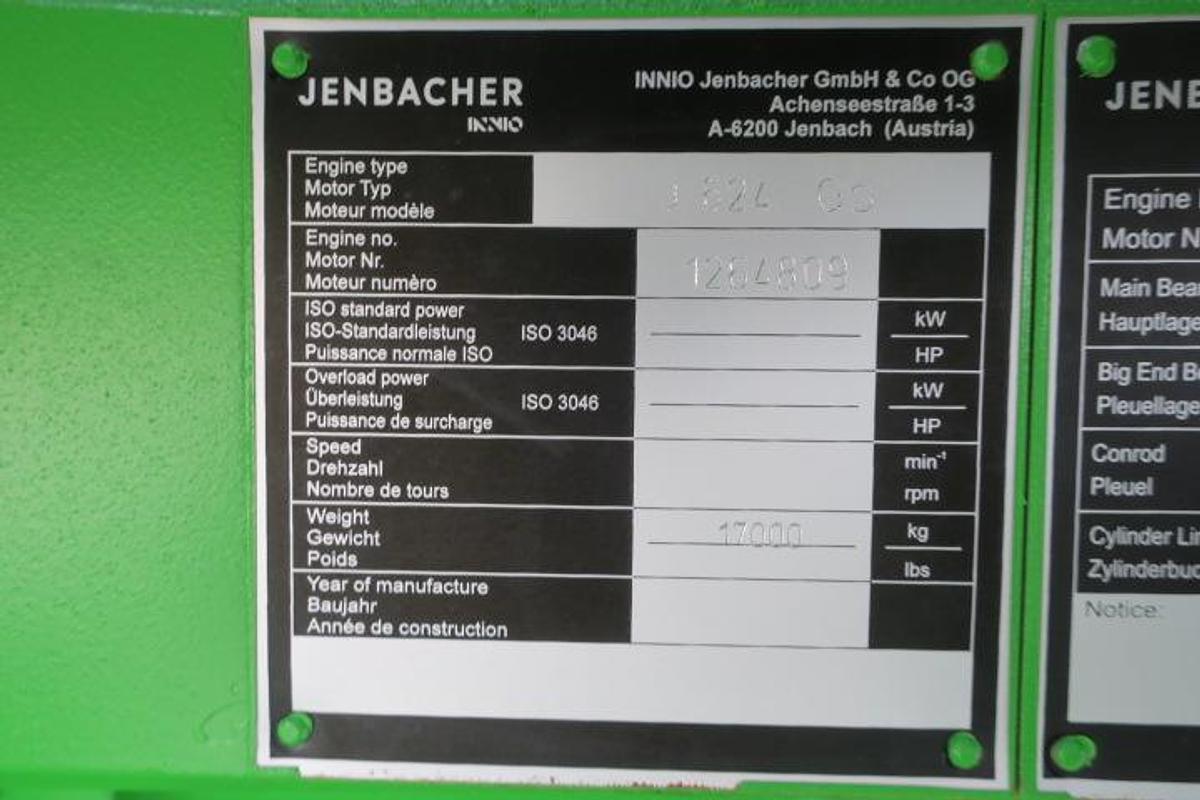 JENBACHER
INNIO
INNIO Jenbacher GmbH & Co OG
Achenseestraße 1-3
A-6200 Jenbach (Austria)
Engine type
Motor Typ
Moteur modèle
J 624 GS
Engine no.
Motor Nr.
Moteur numèro
1264809
ISO standard power
ISO-Standardleistung ISO 3046
Puissance normale ISO
kW
HP
Overload power
Überleistung ISO 3046
Puissance de surcharge
kW
HP
Speed
Drehzahl
Nombre de tours
min⁻¹
rpm
Weight
Gewicht
Poids
17000
kg
lbs
Year of manufacture
Baujahr
Année de construction
JENB
Engine
Motor N
Main Bea
Hauptlage
Big End Be
Pleuellage
Conrod
Pleuel
Cylinder Lin
Zylinderbuc
Notice: